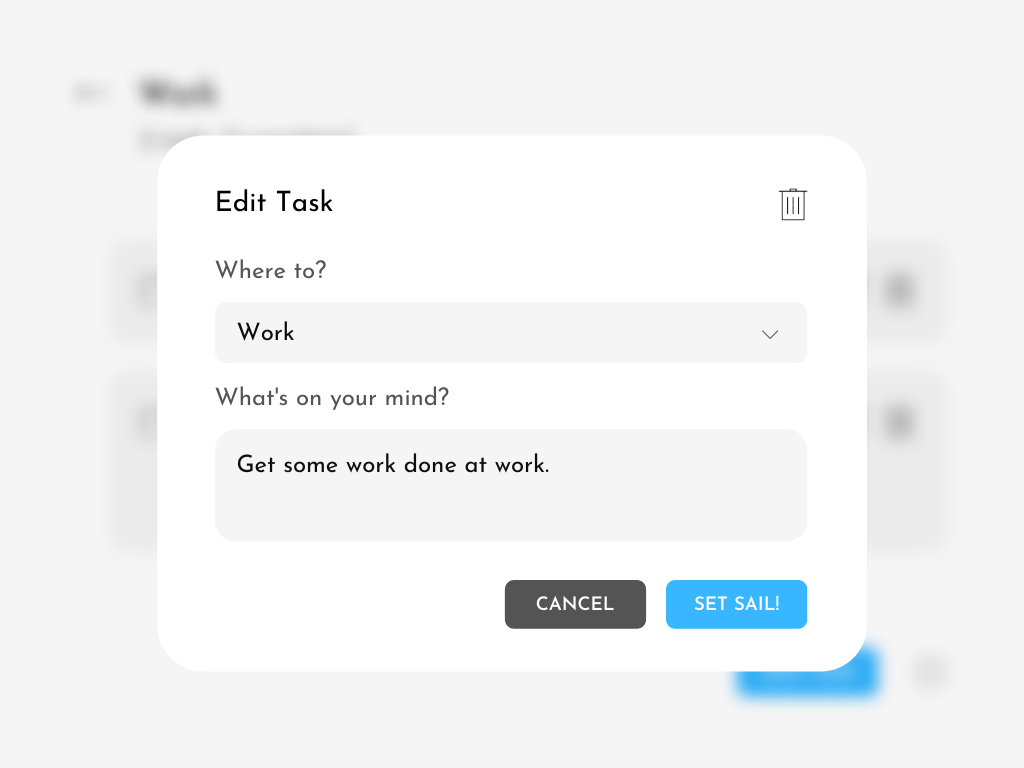 Work
Edit Task
Where to?
Work
What's on your mind?
Get some work done at work.
CANCEL
SET SAIL!